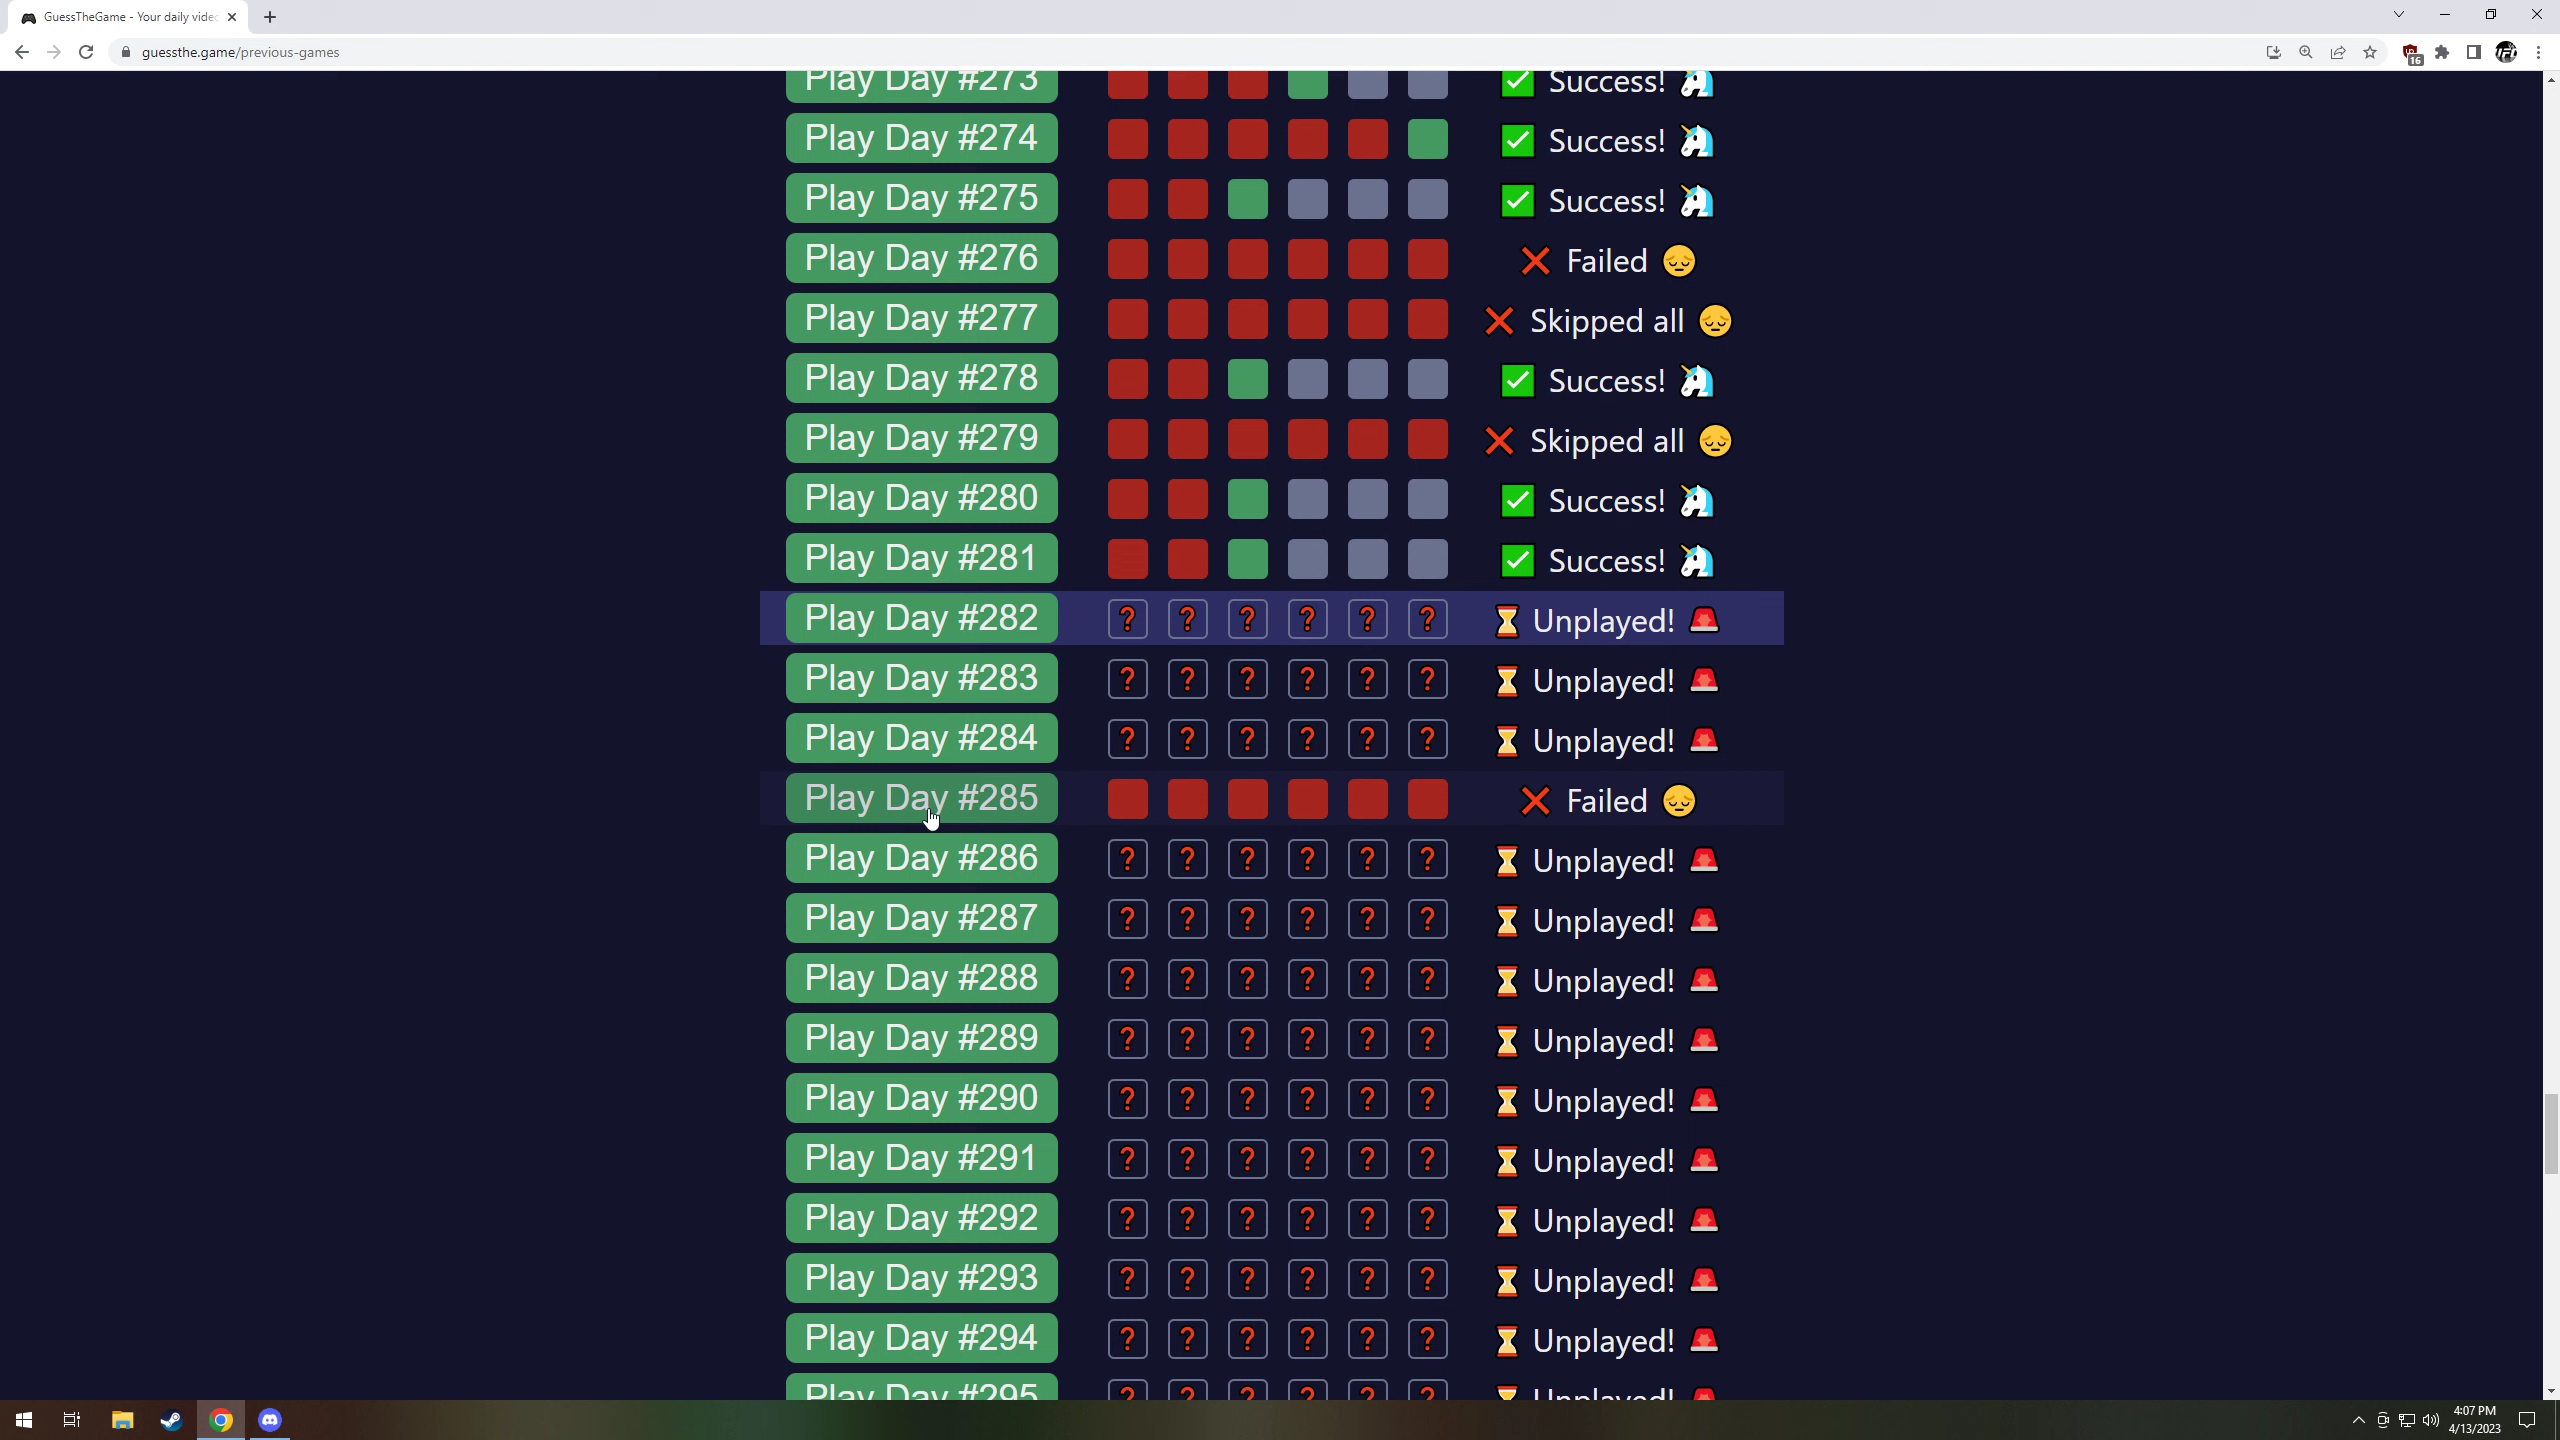 GuessTheGame - Your daily vide
guessthe.game/previous-games
16
Play Day #273 Success!
Play Day #274 Success!
Play Day #275 Success!
Play Day #276 Failed
Play Day #277 Skipped all
Play Day #278 Success!
Play Day #279 Skipped all
Play Day #280 Success!
Play Day #281 Success!
Play Day #282 ? ? ? ? ? ? Unplayed!
Play Day #283 ? ? ? ? ? ? Unplayed!
Play Day #284 ? ? ? ? ? ? Unplayed!
Play Day #285 Failed
Play Day #286 ? ? ? ? ? ? Unplayed!
Play Day #287 ? ? ? ? ? ? Unplayed!
Play Day #288 ? ? ? ? ? ? Unplayed!
Play Day #289 ? ? ? ? ? ? Unplayed!
Play Day #290 ? ? ? ? ? ? Unplayed!
Play Day #291 ? ? ? ? ? ? Unplayed!
Play Day #292 ? ? ? ? ? ? Unplayed!
Play Day #293 ? ? ? ? ? ? Unplayed!
Play Day #294 ? ? ? ? ? ? Unplayed!
Play Day #295 ? ? ? ? ? ? Unplayed!
4:07 PM
4/13/2023